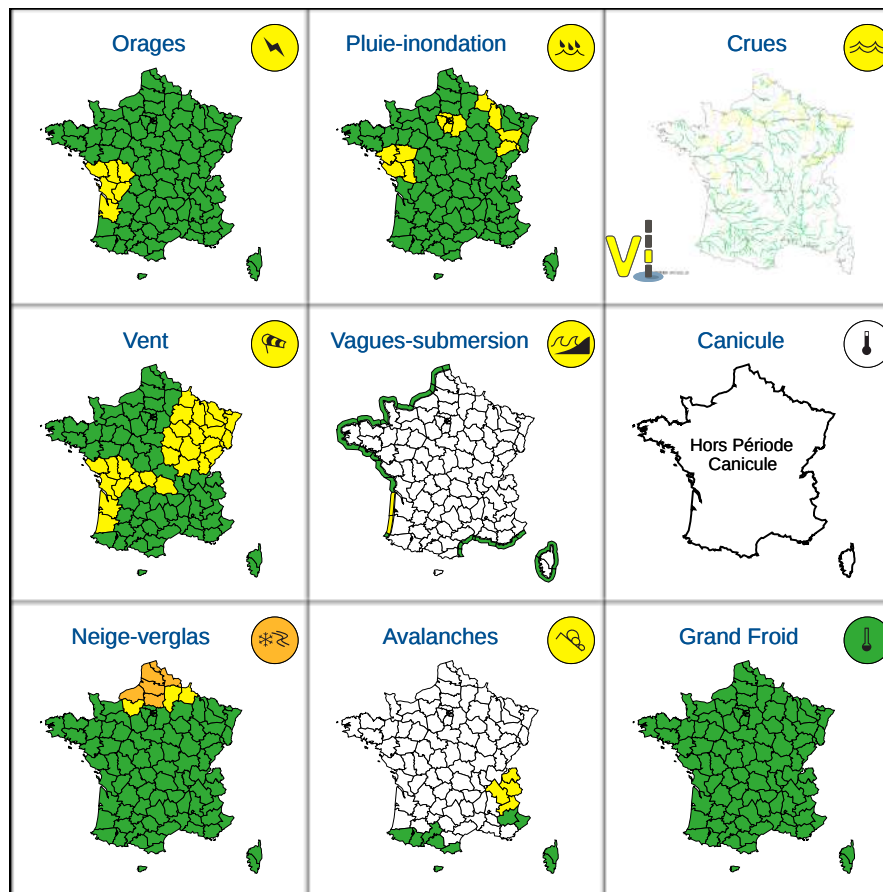 Orages
Pluie-inondation
Crues
Vent
Vagues-submersion
Canicule
Hors Période
Canicule
Neige-verglas
Avalanches
Grand Froid